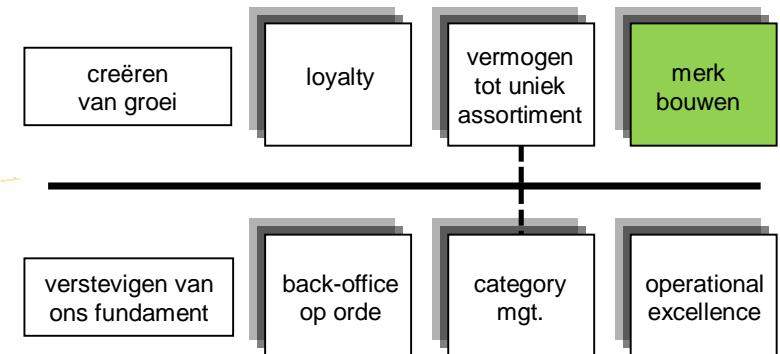 creëren
van groei
loyalty
vermogen
tot uniek
assortiment
merk
bouwen
verstevigen van
ons fundament
back-office
op orde
category
mgt.
operational
excellence